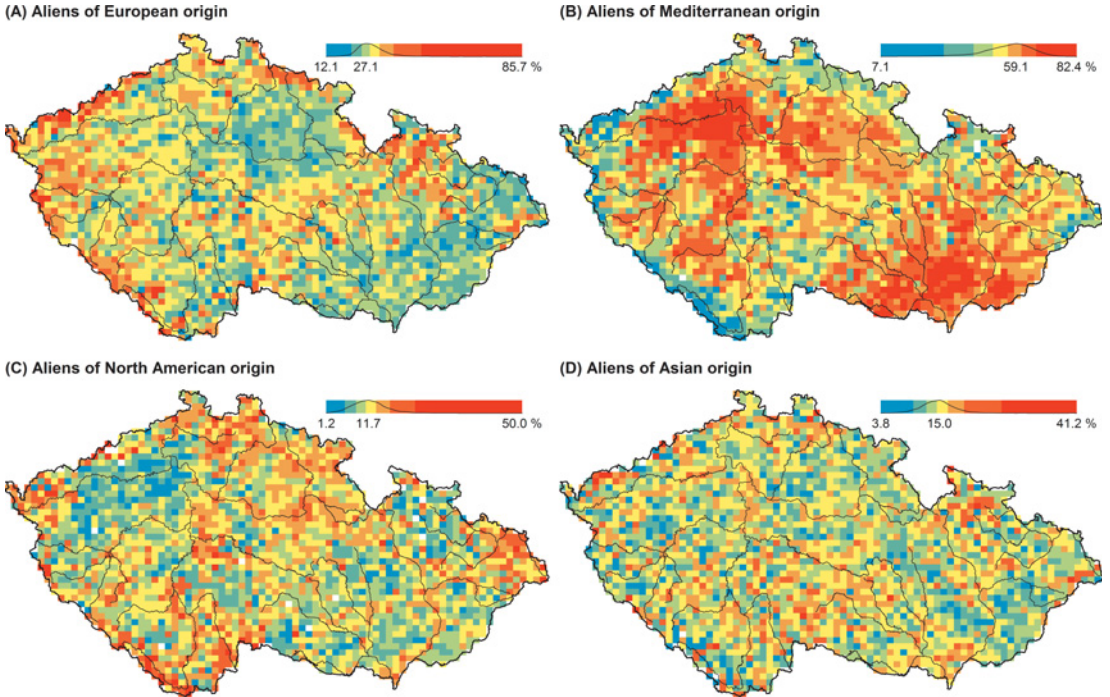 (A) Aliens of European origin
12.1 27.1 85.7 %
(B) Aliens of Mediterranean origin
7.1 59.1 82.4 %
(C) Aliens of North American origin
1.2 11.7 50.0 %
(D) Aliens of Asian origin
3.8 15.0 41.2 %